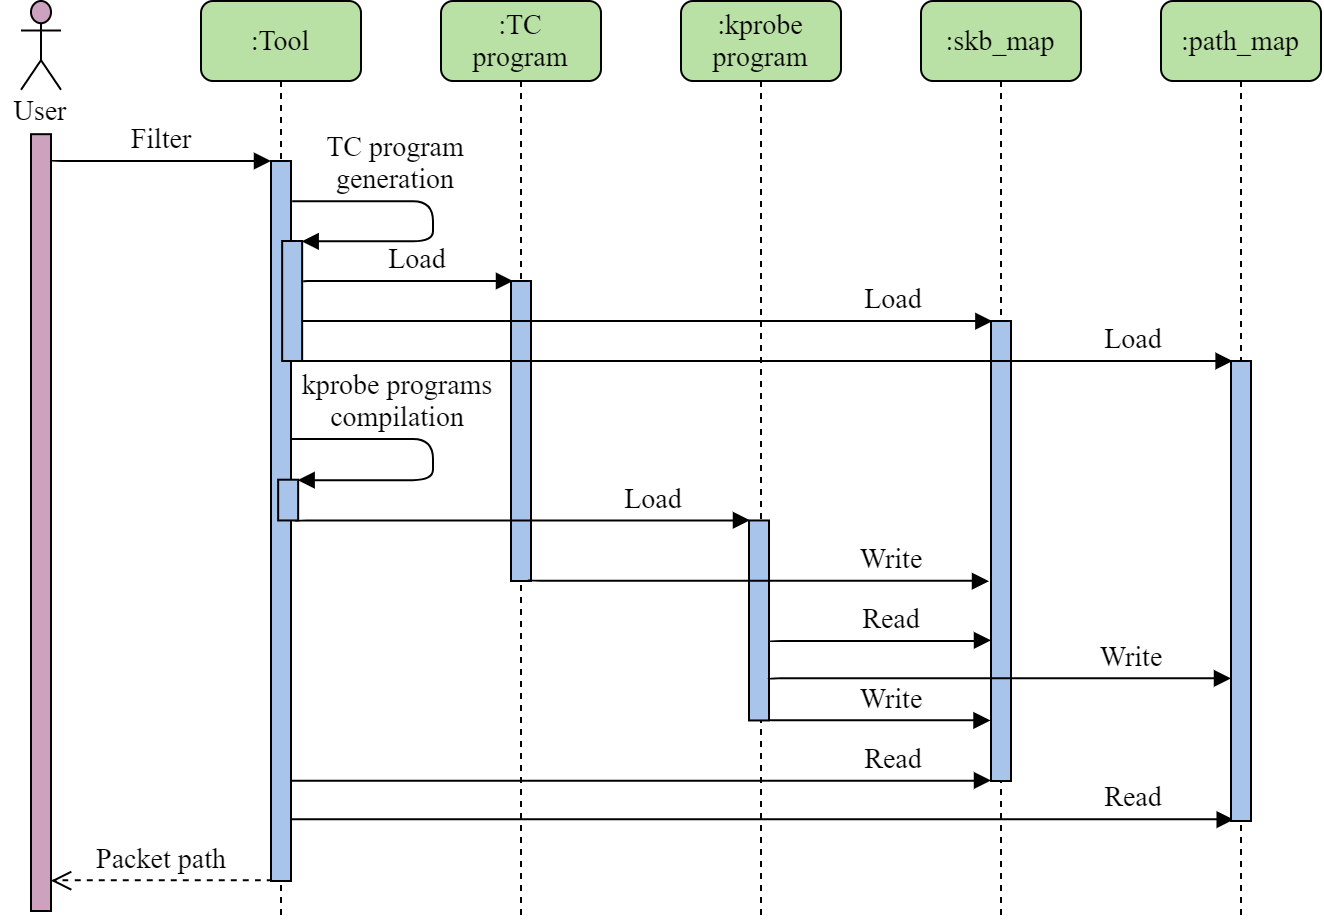 :Tool
:TC
program
:kprobe
program
:skb_map
:path_map
User
Filter
TC program
generation
Load
Load
Load
kprobe programs
compilation
Load
Write
Read
Write
Write
Read
Read
Packet path